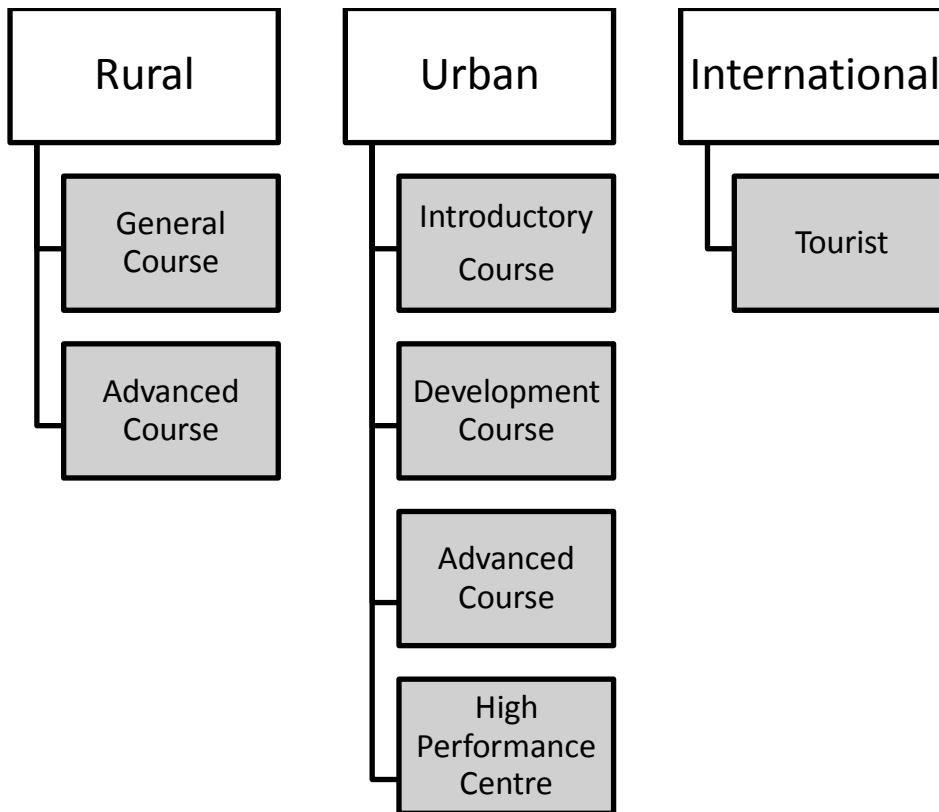 Rural
General
Course
Advanced
Course
Urban
Introductory
Course
Development
Course
Advanced
Course
High
Performance
Centre
International
Tourist